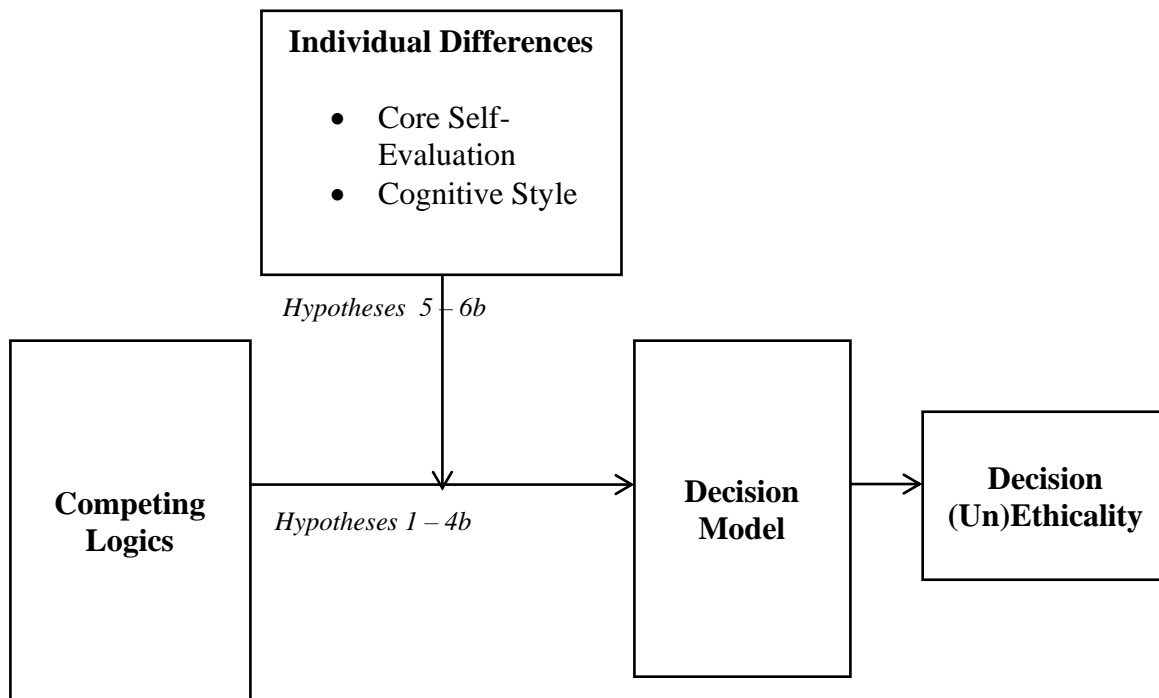 Individual Differences
• Core Self-
Evaluation
• Cognitive Style
Hypotheses 5 – 6b
Competing
Logics
Hypotheses 1 – 4b
Decision
Model
Decision
(Un)Ethicality